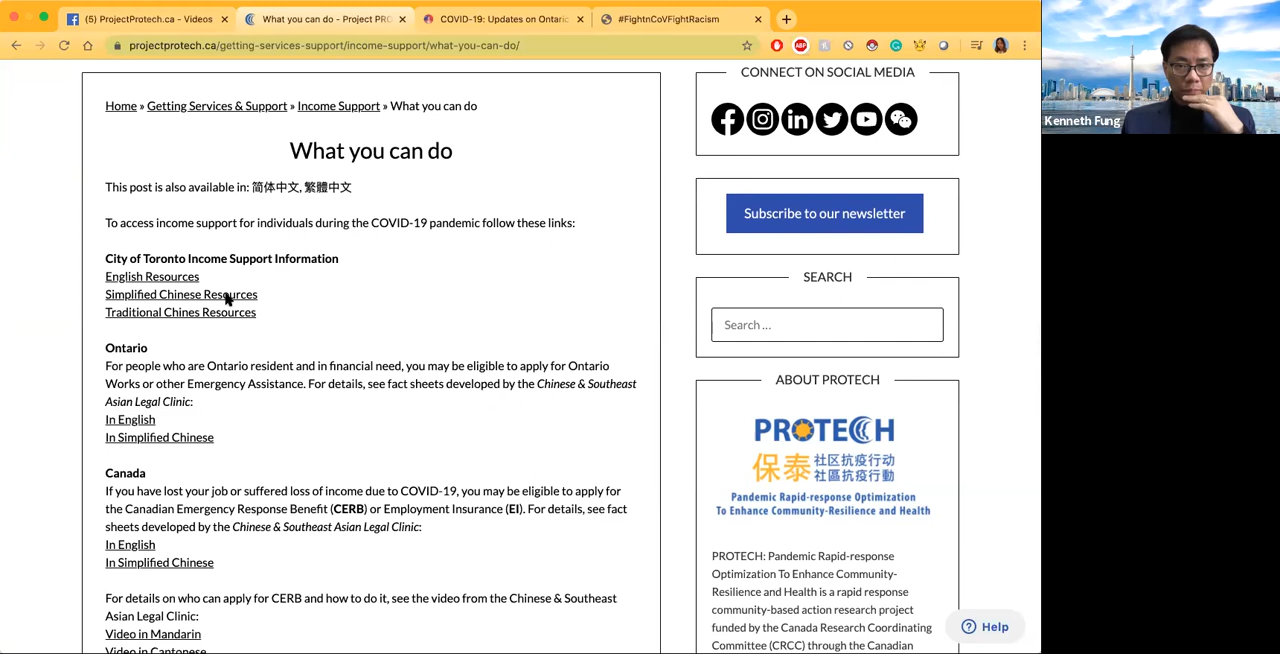 (5) ProjectProtech.ca - Videos
What you can do - Project PRO
COVID-19: Updates on Ontario
#FightnCoVFightRacism
projectprotech.ca/getting-services-support/income-support/what-you-can-do/
ABP
Kenneth Fung
Home » Getting Services & Support » Income Support » What you can do
What you can do
This post is also available in: 简体中文, 繁體中文
To access income support for individuals during the COVID-19 pandemic follow these links:
City of Toronto Income Support Information
English Resources
Simplified Chinese Resources
Traditional Chines Resources
Ontario
For people who are Ontario resident and in financial need, you may be eligible to apply for Ontario
Works or other Emergency Assistance. For details, see fact sheets developed by the Chinese & Southeast
Asian Legal Clinic:
In English
In Simplified Chinese
Canada
If you have lost your job or suffered loss of income due to COVID-19, you may be eligible to apply for
the Canadian Emergency Response Benefit (CERB) or Employment Insurance (EI). For details, see fact
sheets developed by the Chinese & Southeast Asian Legal Clinic:
In English
In Simplified Chinese
For details on who can apply for CERB and how to do it, see the video from the Chinese & Southeast
Asian Legal Clinic:
Video in Mandarin
Video in Cantonese
CONNECT ON SOCIAL MEDIA
Subscribe to our newsletter
SEARCH
Search ...
ABOUT PROTECH
PROTECH
保泰 社区抗疫行动
社區抗疫行動
Pandemic Rapid-response Optimization
To Enhance Community-Resilience and Health
PROTECH: Pandemic Rapid-response
Optimization To Enhance Community-
Resilience and Health is a rapid response
community-based action research project
funded by the Canada Research Coordinating
Committee (CRCC) through the Canadian
Help